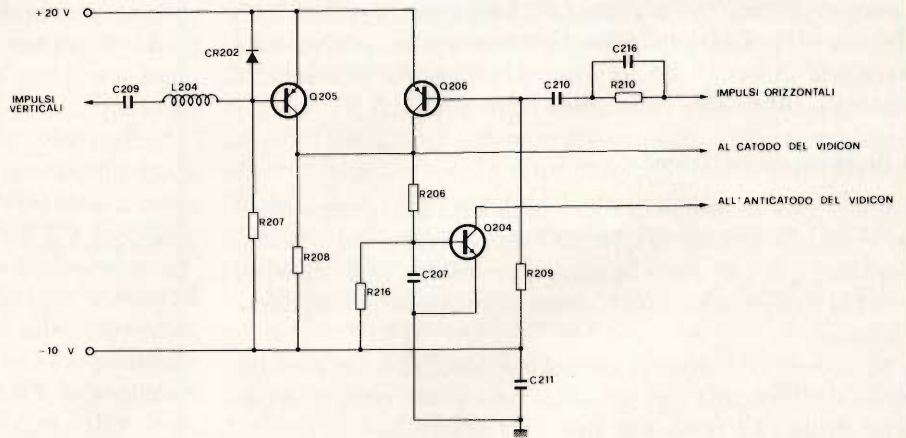 +20 V
CR202
C216
C209
L204
Q205
Q206
C210
R210
IMPULSI
VERTICALI
IMPULSI ORIZZONTALI
AL CATODO DEL VIDICON
R206
ALL'ANTICATODO DEL VIDICON
Q204
R207
R208
R216
C207
R209
-10 V
C211